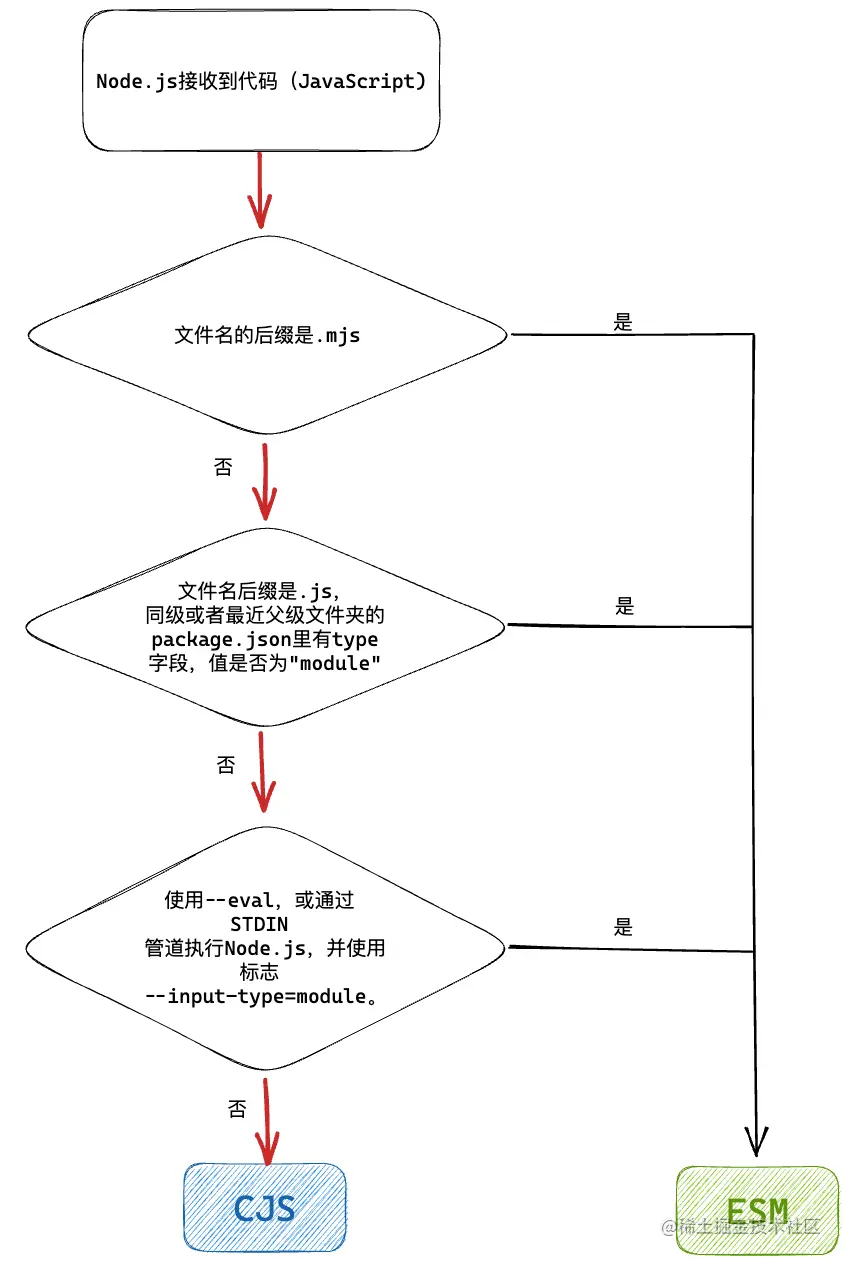 Node.js接收到代码（JavaScript）
文件名的后缀是.mjs
是
否
文件名后缀是.js，
同级或者最近父级文件夹的
package.json里有type
字段，值是否为"module"
是
否
使用--eval，或通过
STDIN
管道执行Node.js，并使用
标志
--input-type=module。
是
否
CJS
ESM
@稀土掘金技术社区